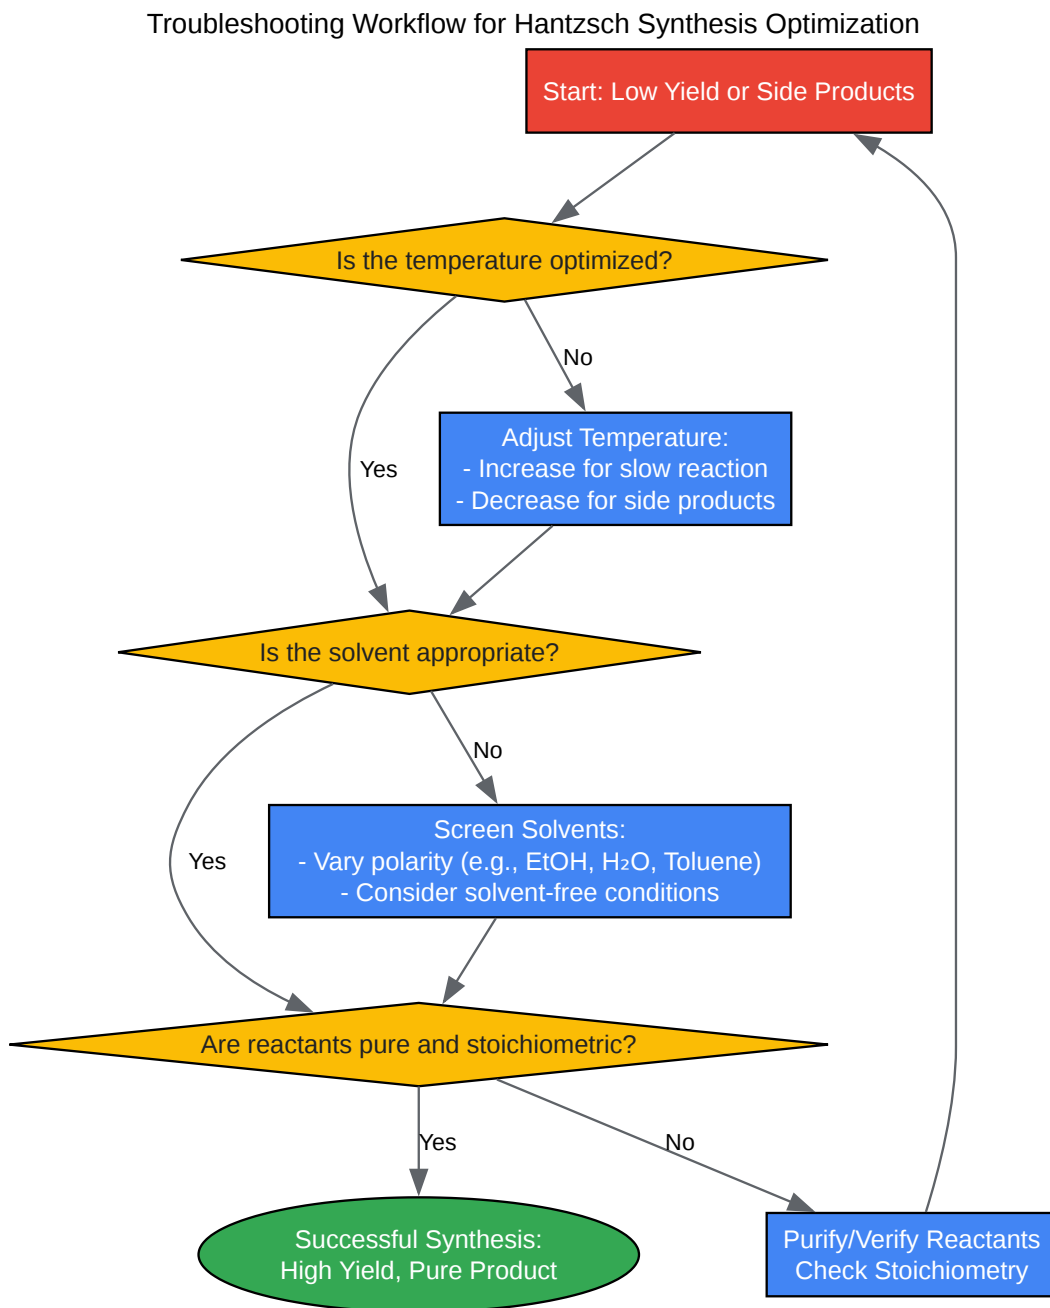 Troubleshooting Workflow for Hantzsch Synthesis Optimization
Start: Low Yield or Side Products
Is the temperature optimized?
No
Yes
Adjust Temperature:
- Increase for slow reaction
- Decrease for side products
Is the solvent appropriate?
No
Yes
Screen Solvents:
- Vary polarity (e.g., EtOH, H₂O, Toluene)
- Consider solvent-free conditions
Are reactants pure and stoichiometric?
Yes
No
Successful Synthesis:
High Yield, Pure Product
Purify/Verify Reactants
Check Stoichiometry